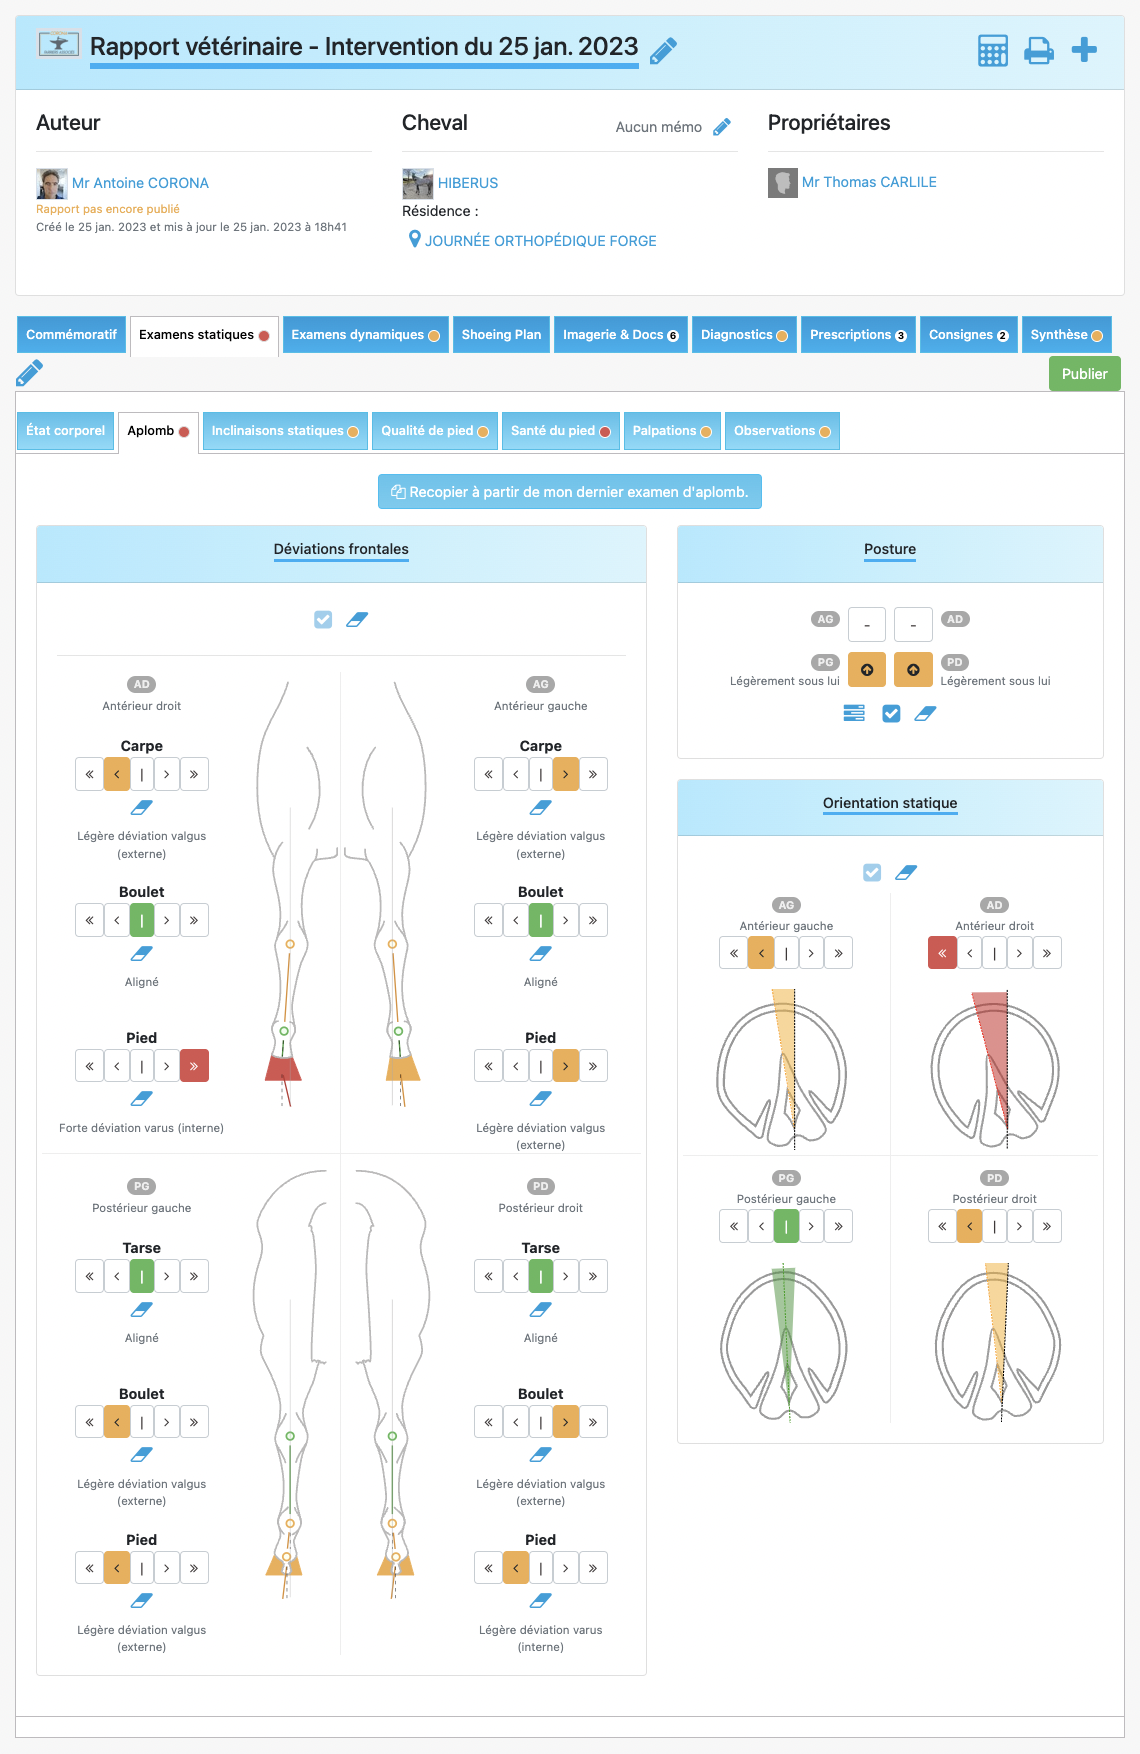 Rapport vétérinaire - Intervention du 25 jan. 2023
Auteur
Mr Antoine CORONA
Rapport pas encore publié
Créé le 25 jan. 2023 et mis à jour le 25 jan. 2023 à 18h41
Cheval
Aucun mémo
HIBERUS
Résidence :
JOURNÉE ORTHOPÉDIQUE FORGE
Propriétaires
Mr Thomas CARLILE
Commémoratif
Examens statiques
Examens dynamiques
Shoeing Plan
Imagerie & Docs 6
Diagnostics
Prescriptions 3
Consignes 2
Synthèse
Publier
État corporel
Aplomb
Inclinaisons statiques
Qualité de pied
Santé du pied
Palpations
Observations
Recopier à partir de mon dernier examen d'aplomb.
Déviations frontales
AD
Antérieur droit
Carpe
« < | > »
Légère déviation valgus
(externe)
Boulet
« < | > »
Aligné
Pied
« < | > »
Forte déviation varus (interne)
AG
Antérieur gauche
Carpe
« < | > »
Légère déviation valgus
(externe)
Boulet
« < | > »
Aligné
Pied
« < | > »
Légère déviation valgus
(externe)
PG
Postérieur gauche
Tarse
« < | > »
Aligné
Boulet
« < | > »
Légère déviation valgus
(externe)
Pied
« < | > »
Légère déviation valgus
(externe)
PD
Postérieur droit
Tarse
« < | > »
Aligné
Boulet
« < | > »
Légère déviation valgus
(externe)
Pied
« < | > »
Légère déviation varus
(interne)
Posture
AG - - AD
PG PD
Légèrement sous lui Légèrement sous lui
Orientation statique
AG
Antérieur gauche
« < | > »
AD
Antérieur droit
« < | > »
PG
Postérieur gauche
« < | > »
PD
Postérieur droit
« < | > »